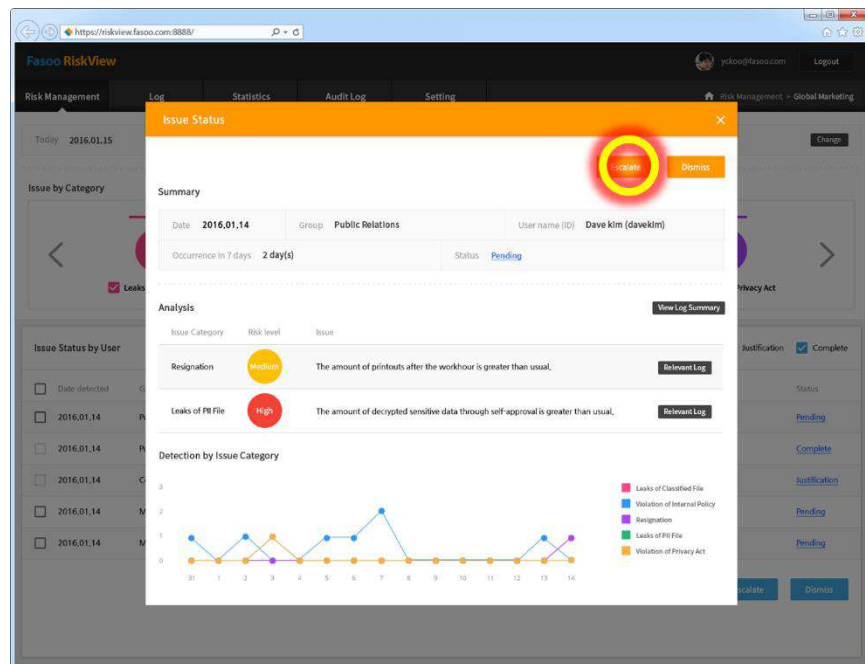 https://riskview.fasoo.com:8888/
Fasoo RiskView
yckoo@fasoo.com
Logout
Risk Management Log Statistics Audit Log Setting
Risk Management > Global Marketing
Issue Status
Today 2016.01.15
Change
Escalate Dismiss
Issue by Category
Summary
Date 2016.01.14 Group Public Relations User name (ID) Dave kim (davekim)
Occurrence in 7 days 2 day(s) Status Pending
Leaks
Privacy Act
Analysis
View Log Summary
Issue Category Risk level Issue
Resignation Medium The amount of printouts after the workhour is greater than usual. Relevant Log
Leaks of PII File High The amount of decrypted sensitive data through self-approval is greater than usual. Relevant Log
Issue Status by User
Justification Complete
Date detected
Status
2016.01.14
Pending
2016.01.14
Complete
2016.01.14
Justification
2016.01.14
Pending
2016.01.14
Pending
Detection by Issue Category
3
2
1
0
31 1 2 3 4 5 6 7 8 9 10 11 12 13 14
Leaks of Classified File
Violation of Internal Policy
Resignation
Leaks of PII File
Violation of Privacy Act
Dismiss